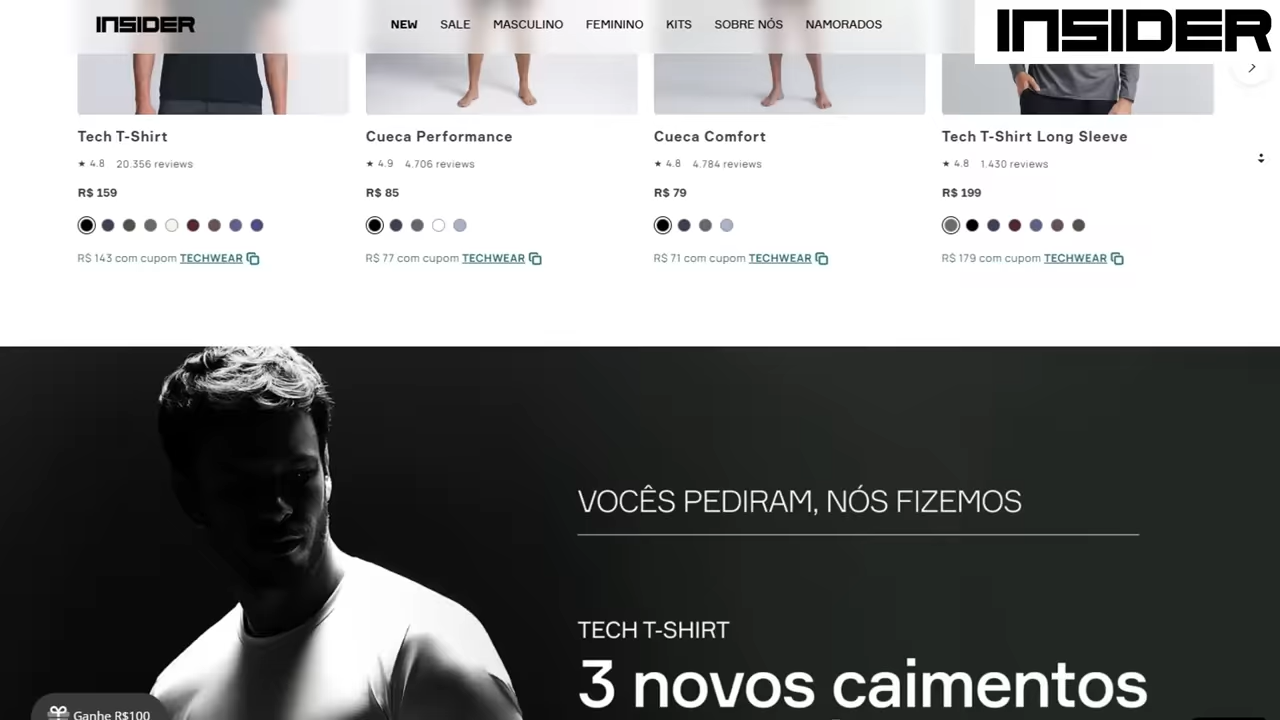 INSIDER
NEW SALE MASCULINO FEMININO KITS SOBRE NÓS NAMORADOS
INSIDER
Tech T-Shirt
★ 4.8 20.356 reviews
R$ 159
R$ 143 com cupom TECHWEAR
Cueca Performance
★ 4.9 4.706 reviews
R$ 85
R$ 77 com cupom TECHWEAR
Cueca Comfort
★ 4.8 4.784 reviews
R$ 79
R$ 71 com cupom TECHWEAR
Tech T-Shirt Long Sleeve
★ 4.8 1.430 reviews
R$ 199
R$ 179 com cupom TECHWEAR
VOCÊS PEDIRAM, NÓS FIZEMOS
TECH T-SHIRT
3 novos caimentos
Ganhe R$100